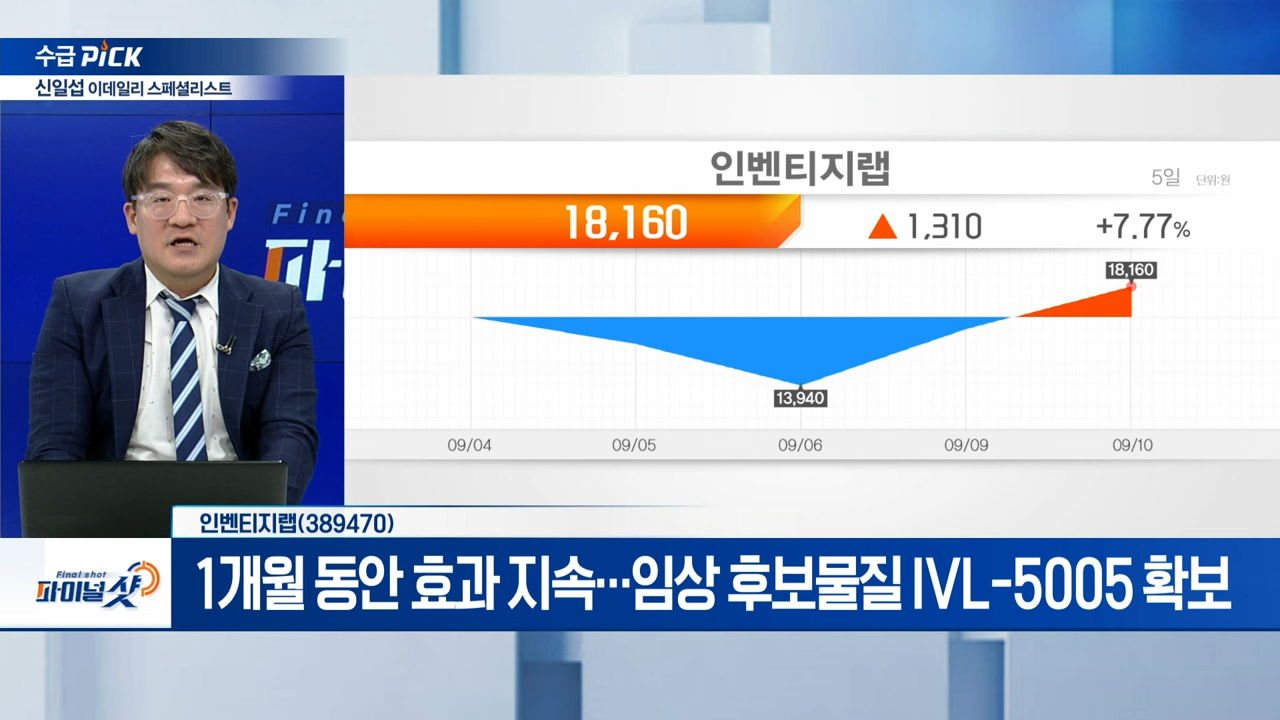 수급 PiCK
신일섭 이데일리 스페셜리스트
인벤티지랩
5일 단위:원
18,160 ▲ 1,310 +7.77%
18,160
13,940
09/04 09/05 09/06 09/09 09/10
Fina
파
인벤티지랩(389470)
Final shot
파이널샷
1개월 동안 효과 지속…임상 후보물질 IVL-5005 확보